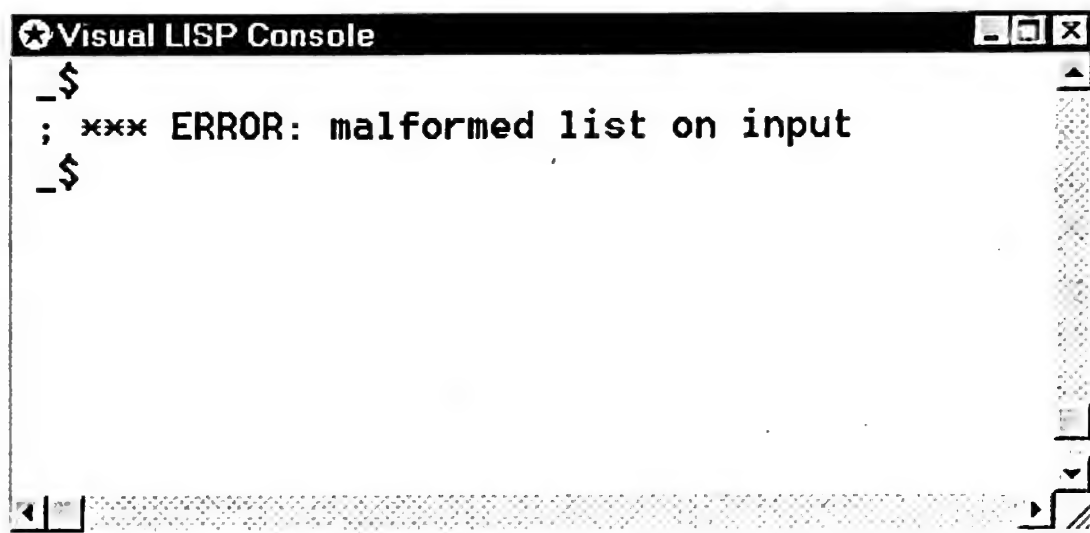 Visual LISP Console
_$
; *** ERROR: malformed list on input
_$